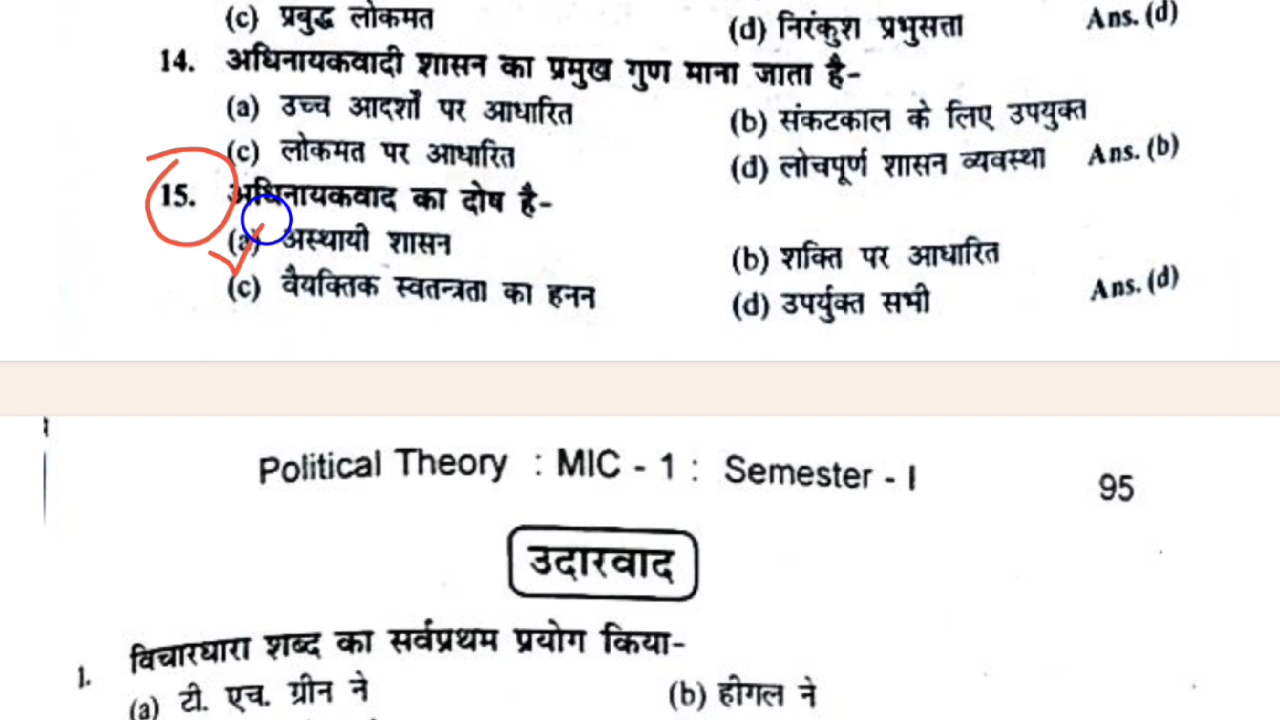 (c) प्रबुद्ध लोकमत (d) निरंकुश प्रभुसत्ता Ans. (d)
14. अधिनायकवादी शासन का प्रमुख गुण माना जाता है-
(a) उच्च आदर्शों पर आधारित (b) संकटकाल के लिए उपयुक्त
(c) लोकमत पर आधारित (d) लोचपूर्ण शासन व्यवस्था Ans. (b)
15. अधिनायकवाद का दोष है-
(a) अस्थायी शासन (b) शक्ति पर आधारित
(c) वैयक्तिक स्वतन्त्रता का हनन (d) उपर्युक्त सभी Ans. (d)
Political Theory : MIC - 1 : Semester - I 95
उदारवाद
1. विचारधारा शब्द का सर्वप्रथम प्रयोग किया-
(a) टी. एच. ग्रीन ने (b) हीगल ने